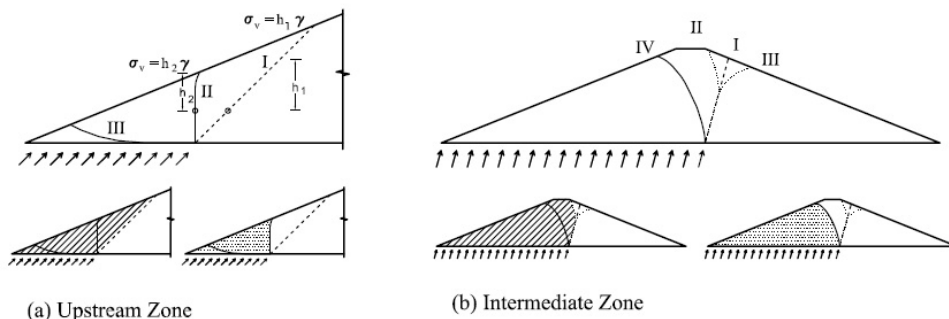 σv = h1 γ
I
σv = h2 γ
II
h2
h1
III
II
IV
I
III
(a) Upstream Zone
(b) Intermediate Zone